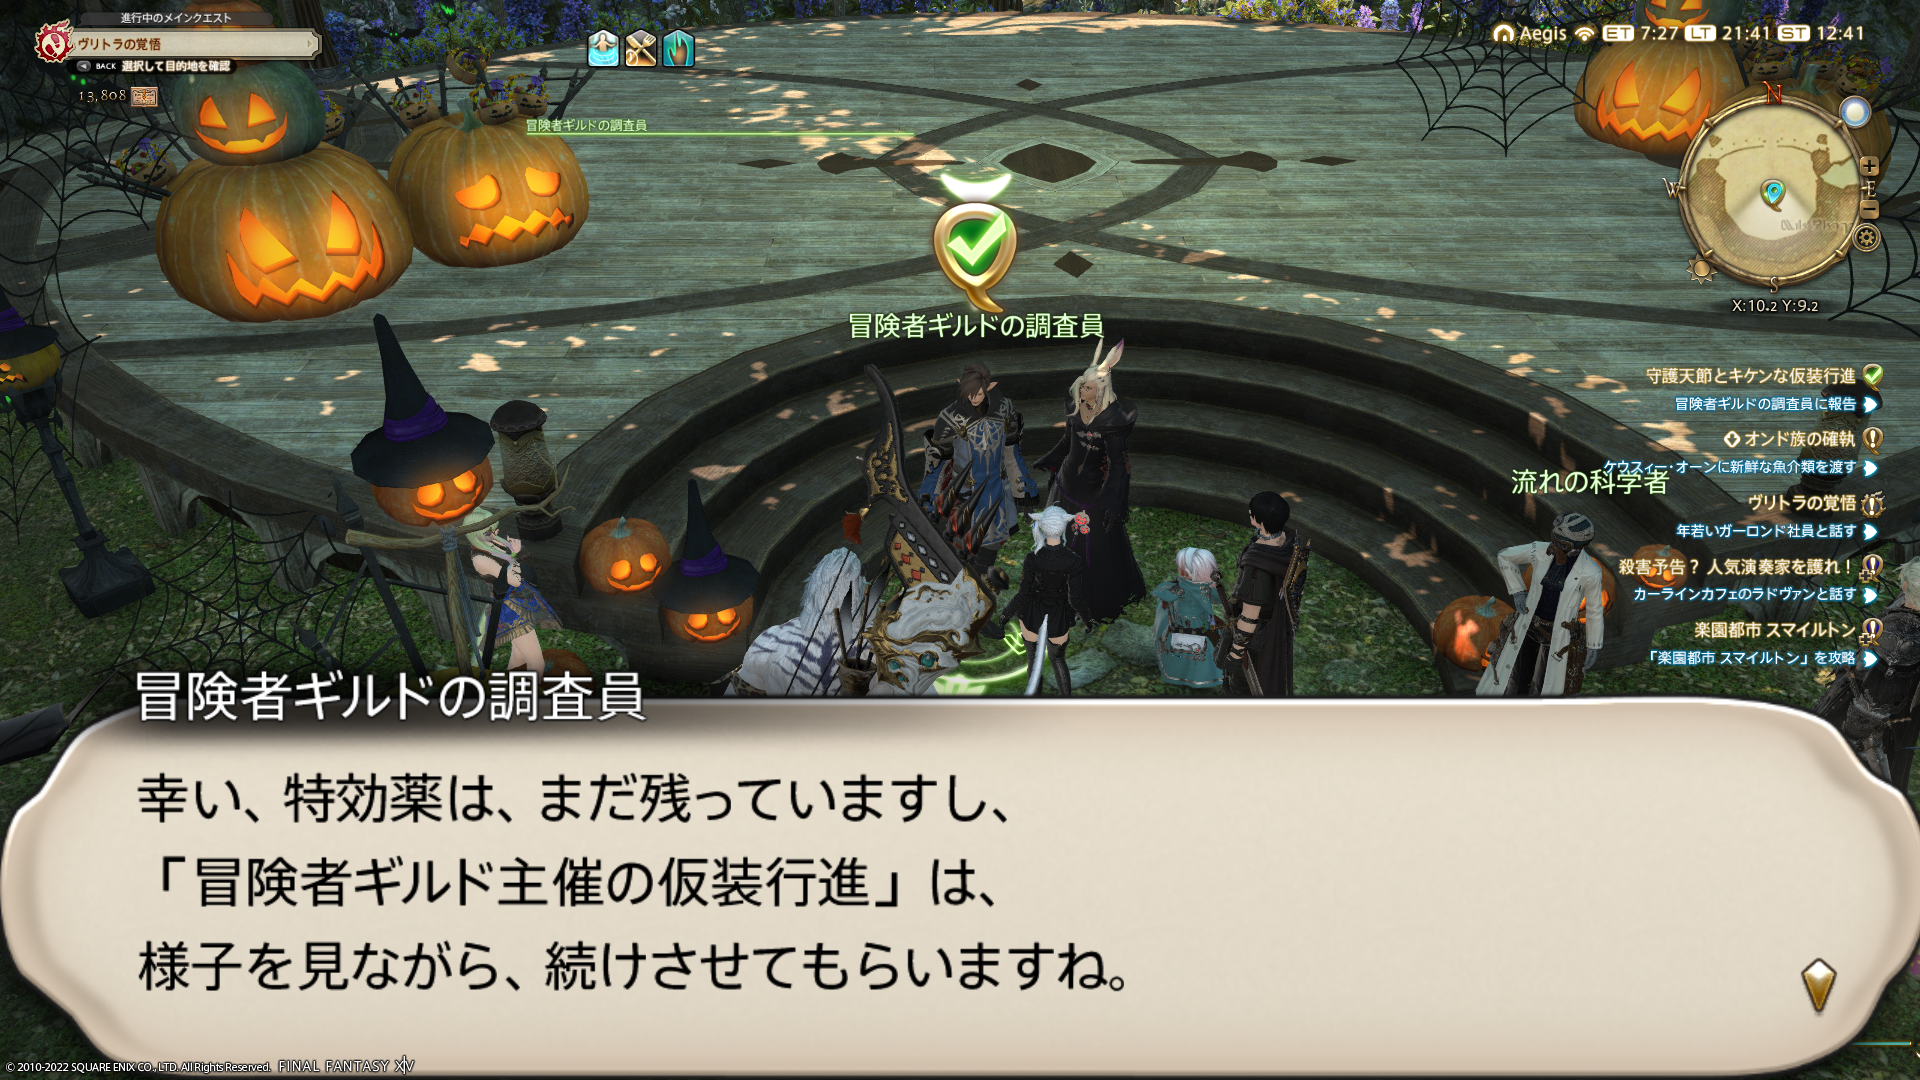 進行中のメインクエスト
ヴリトラの覚悟
BACK 選択して目的地を確認
13,808
Aegis ET 7:27 LT 21:41 ST 12:41
冒険者ギルドの調査員
N
W
E
S
X:10.2 Y:9.2
冒険者ギルドの調査員
守護天節とキケンな仮装行進
冒険者ギルドの調査員に報告
オンド族の確執
ケウスィー・オーンに新鮮な魚介類を渡す
流れの科学者
ヴリトラの覚悟
年若いガーロンド社員と話す
殺害予告？ 人気演奏家を護れ！
カーラインカフェのラドヴァンと話す
楽園都市 スマイルトン
「楽園都市 スマイルトン」を攻略
冒険者ギルドの調査員
幸い、特効薬は、まだ残っていますし、
「冒険者ギルド主催の仮装行進」は、
様子を見ながら、続けさせてもらいますね。
© 2010-2022 SQUARE ENIX CO., LTD. All Rights Reserved. FINAL FANTASY XIV